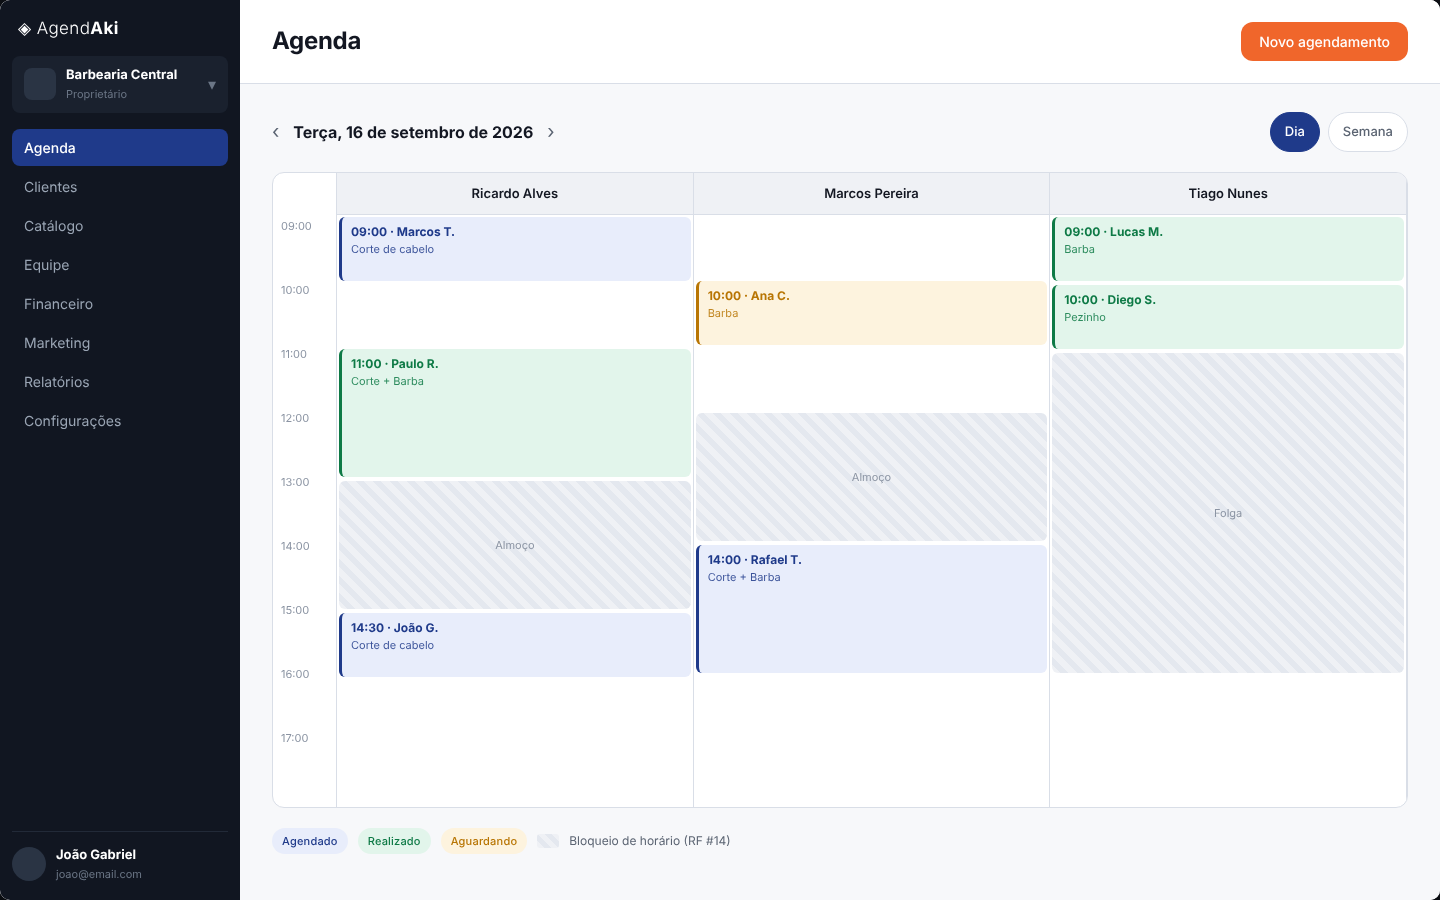 ◈ AgendAki
Barbearia Central
Proprietário
▼
Agenda
Clientes
Catálogo
Equipe
Financeiro
Marketing
Relatórios
Configurações
João Gabriel
joao@email.com
Agenda
Novo agendamento
‹ Terça, 16 de setembro de 2026 ›
Dia
Semana
Ricardo Alves
Marcos Pereira
Tiago Nunes
09:00
10:00
11:00
12:00
13:00
14:00
15:00
16:00
17:00
09:00 · Marcos T.
Corte de cabelo
11:00 · Paulo R.
Corte + Barba
Almoço
14:30 · João G.
Corte de cabelo
10:00 · Ana C.
Barba
Almoço
14:00 · Rafael T.
Corte + Barba
09:00 · Lucas M.
Barba
10:00 · Diego S.
Pezinho
Folga
Agendado
Realizado
Aguardando
Bloqueio de horário (RF #14)